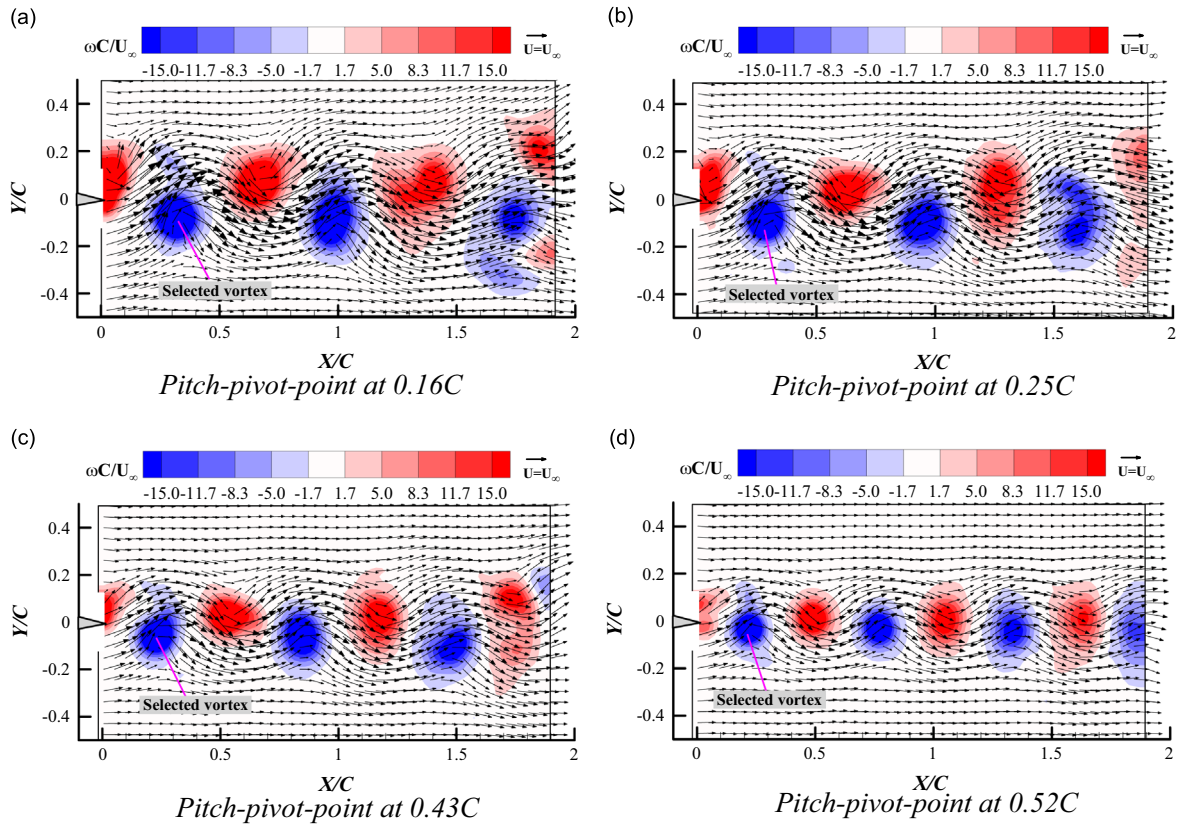 (a)
ωC/U∞
-15.0 -11.7 -8.3 -5.0 -1.7 1.7 5.0 8.3 11.7 15.0
U=U∞
Y/C
0.4
0.2
0
-0.2
-0.4
Selected vortex
0 0.5 1 1.5 2
X/C
Pitch-pivot-point at 0.16C
(b)
ωC/U∞
-15.0 -11.7 -8.3 -5.0 -1.7 1.7 5.0 8.3 11.7 15.0
U=U∞
Y/C
0.4
0.2
0
-0.2
-0.4
Selected vortex
0 0.5 1 1.5 2
X/C
Pitch-pivot-point at 0.25C
(c)
ωC/U∞
-15.0 -11.7 -8.3 -5.0 -1.7 1.7 5.0 8.3 11.7 15.0
U=U∞
Y/C
0.4
0.2
0
-0.2
-0.4
Selected vortex
0 0.5 1 1.5 2
X/C
Pitch-pivot-point at 0.43C
(d)
ωC/U∞
-15.0 -11.7 -8.3 -5.0 -1.7 1.7 5.0 8.3 11.7 15.0
U=U∞
Y/C
0.4
0.2
0
-0.2
-0.4
Selected vortex
0 0.5 1 1.5 2
X/C
Pitch-pivot-point at 0.52C